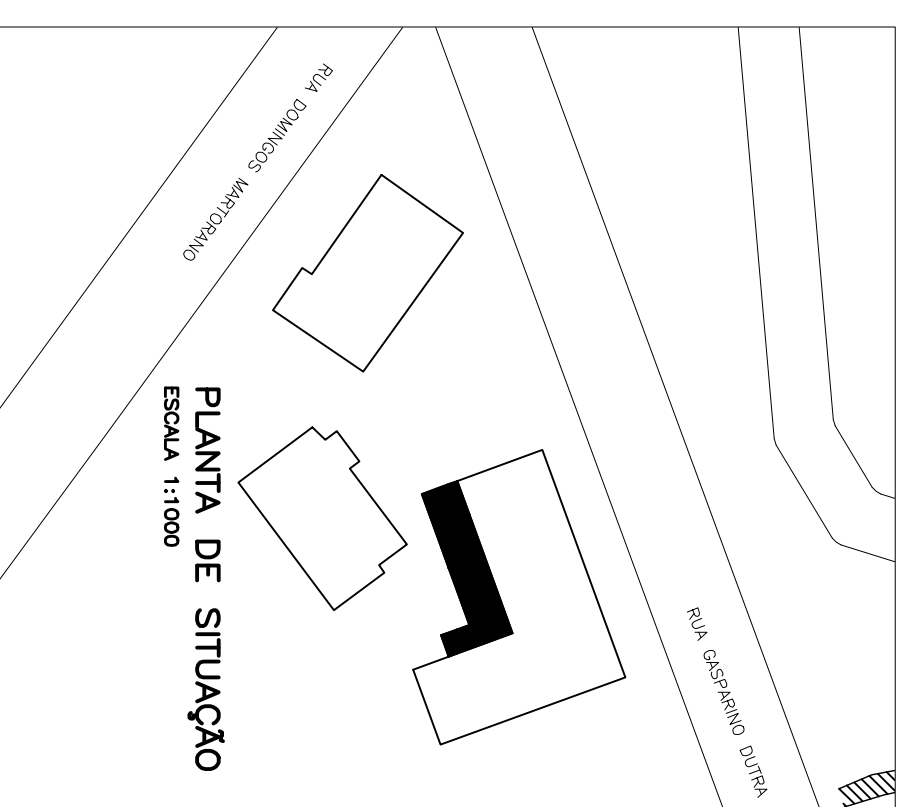 RUA DOMINGOS MARTORANO
PLANTA DE SITUAÇÃO
ESCALA 1:1000
RUA GASPARINO DUTRA